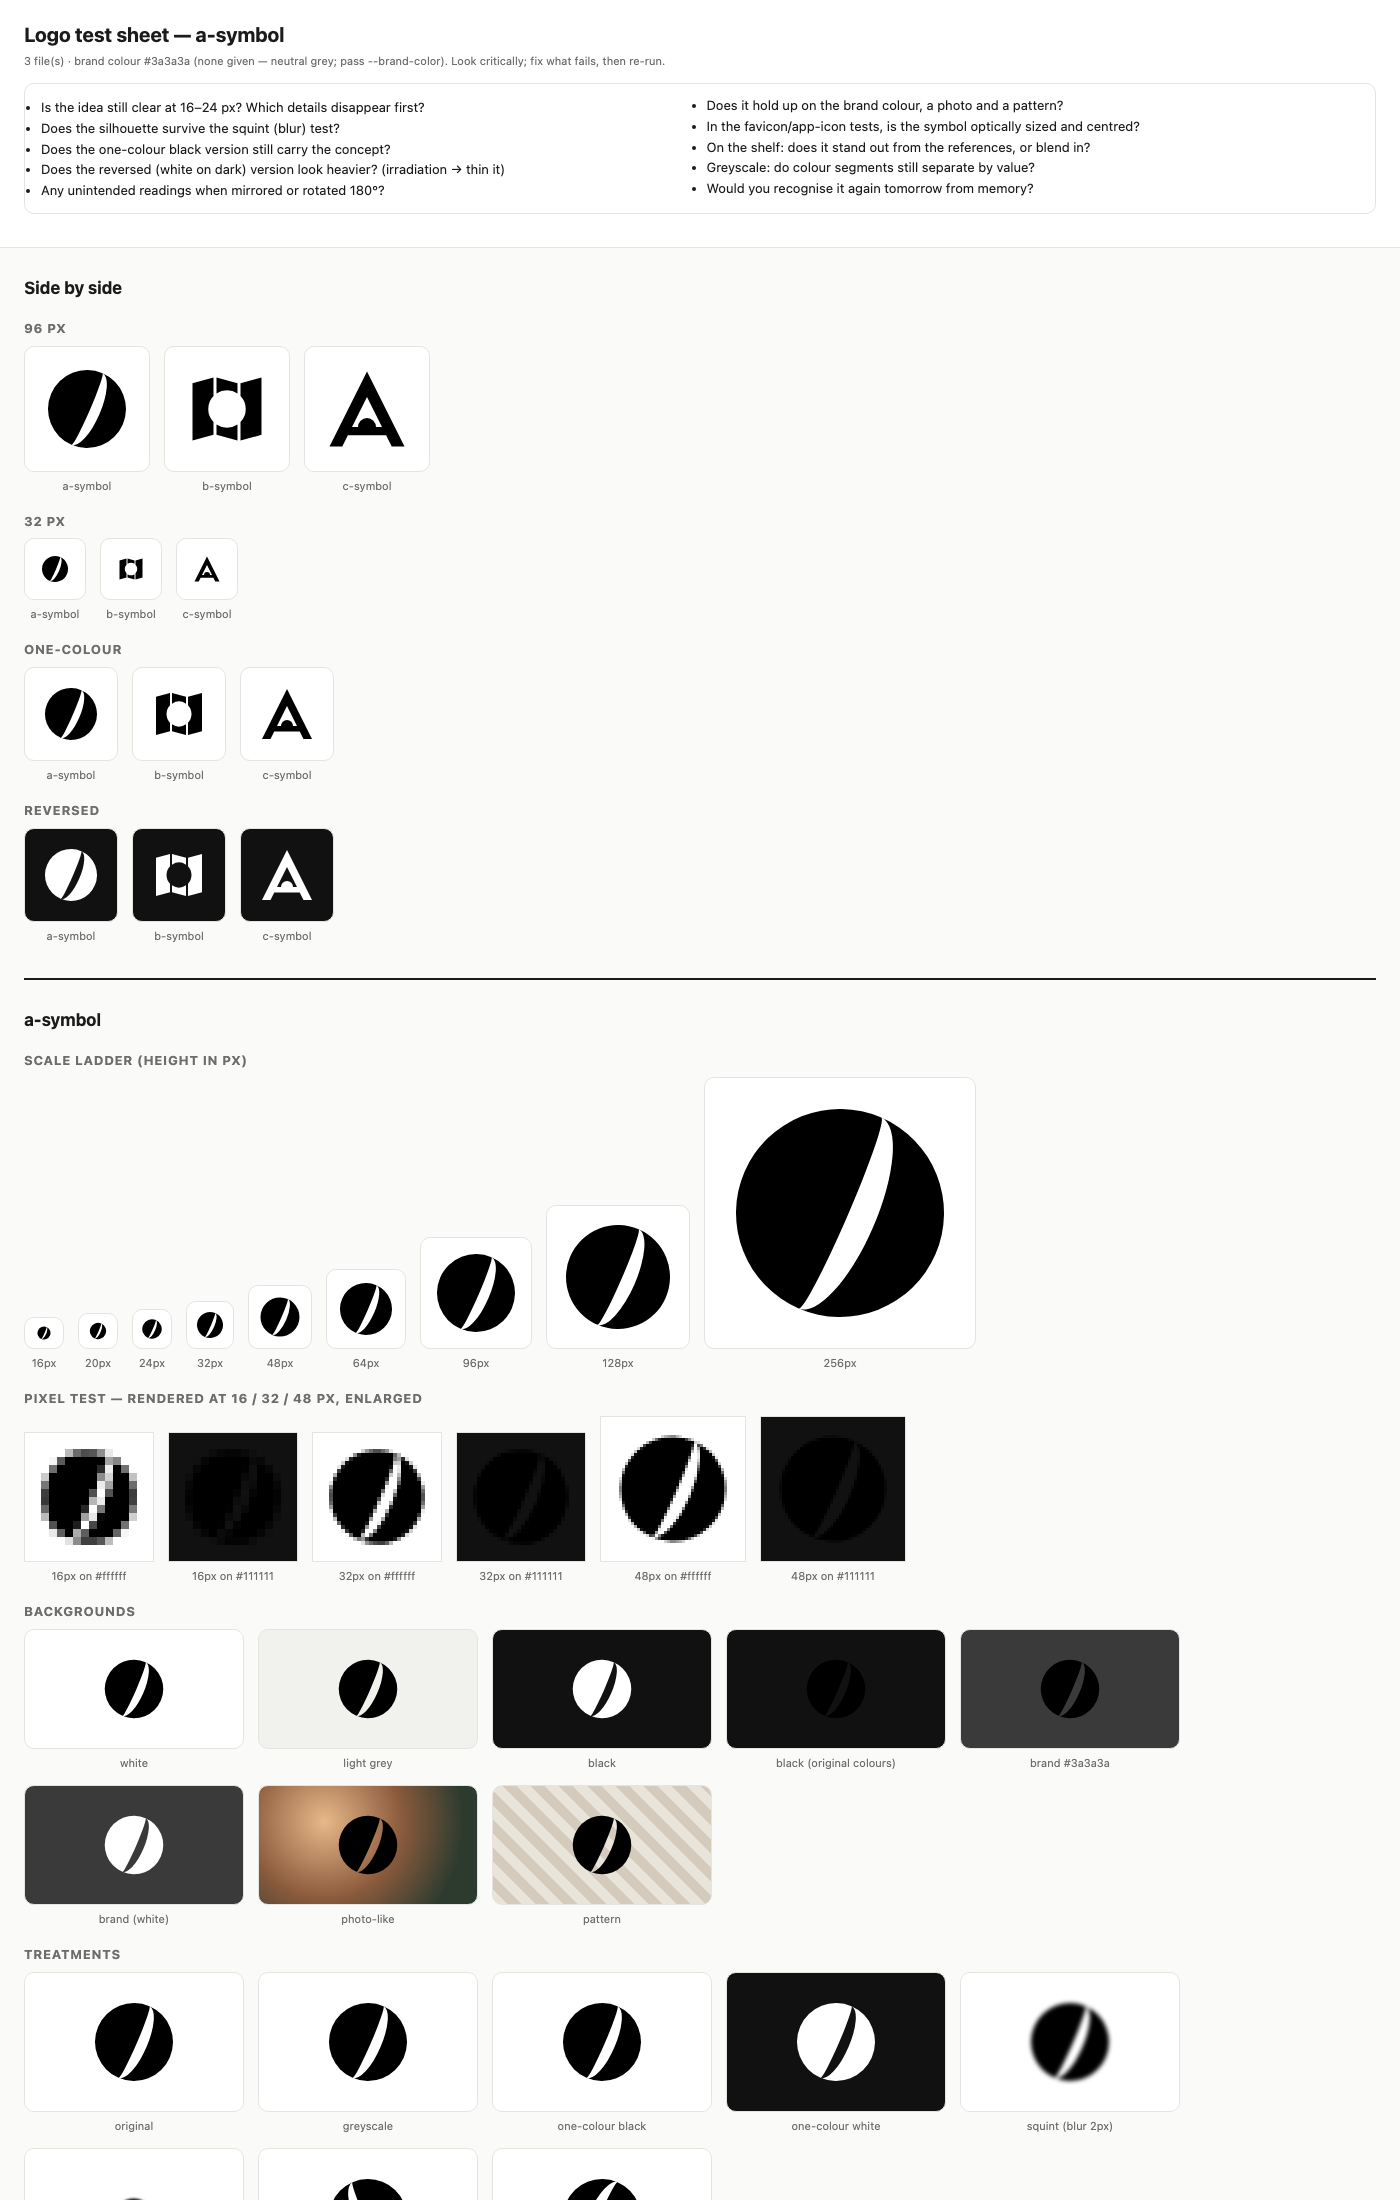 Logo test sheet — a-symbol
3 file(s) · brand colour #3a3a3a (none given — neutral grey; pass --brand-color). Look critically; fix what fails, then re-run.
• Is the idea still clear at 16–24 px? Which details disappear first?
• Does the silhouette survive the squint (blur) test?
• Does the one-colour black version still carry the concept?
• Does the reversed (white on dark) version look heavier? (irradiation → thin it)
• Any unintended readings when mirrored or rotated 180°?
• Does it hold up on the brand colour, a photo and a pattern?
• In the favicon/app-icon tests, is the symbol optically sized and centred?
• On the shelf: does it stand out from the references, or blend in?
• Greyscale: do colour segments still separate by value?
• Would you recognise it again tomorrow from memory?
Side by side
96 PX
a-symbol b-symbol c-symbol
32 PX
a-symbol b-symbol c-symbol
ONE-COLOUR
a-symbol b-symbol c-symbol
REVERSED
a-symbol b-symbol c-symbol
a-symbol
SCALE LADDER (HEIGHT IN PX)
16px 20px 24px 32px 48px 64px 96px 128px 256px
PIXEL TEST — RENDERED AT 16 / 32 / 48 PX, ENLARGED
16px on #ffffff 16px on #111111 32px on #ffffff 32px on #111111 48px on #ffffff 48px on #111111
BACKGROUNDS
white light grey black black (original colours) brand #3a3a3a
brand (white) photo-like pattern
TREATMENTS
original greyscale one-colour black one-colour white squint (blur 2px)